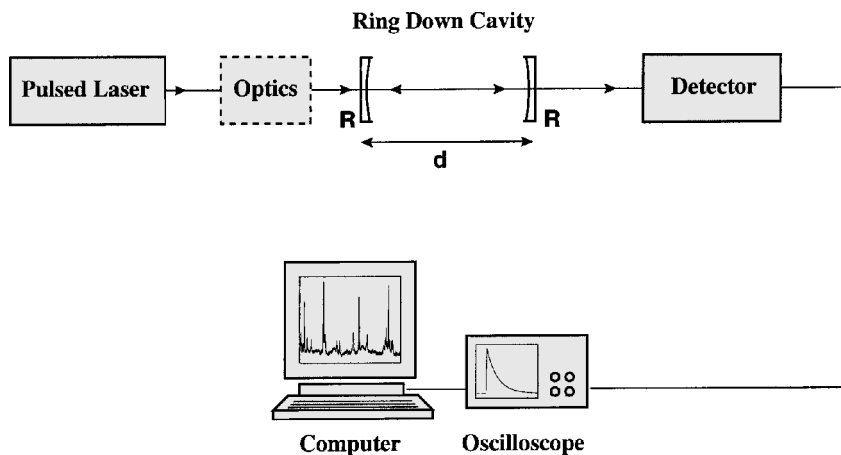 Ring Down Cavity
Pulsed Laser
Optics
Detector
R
R
d
Computer
Oscilloscope